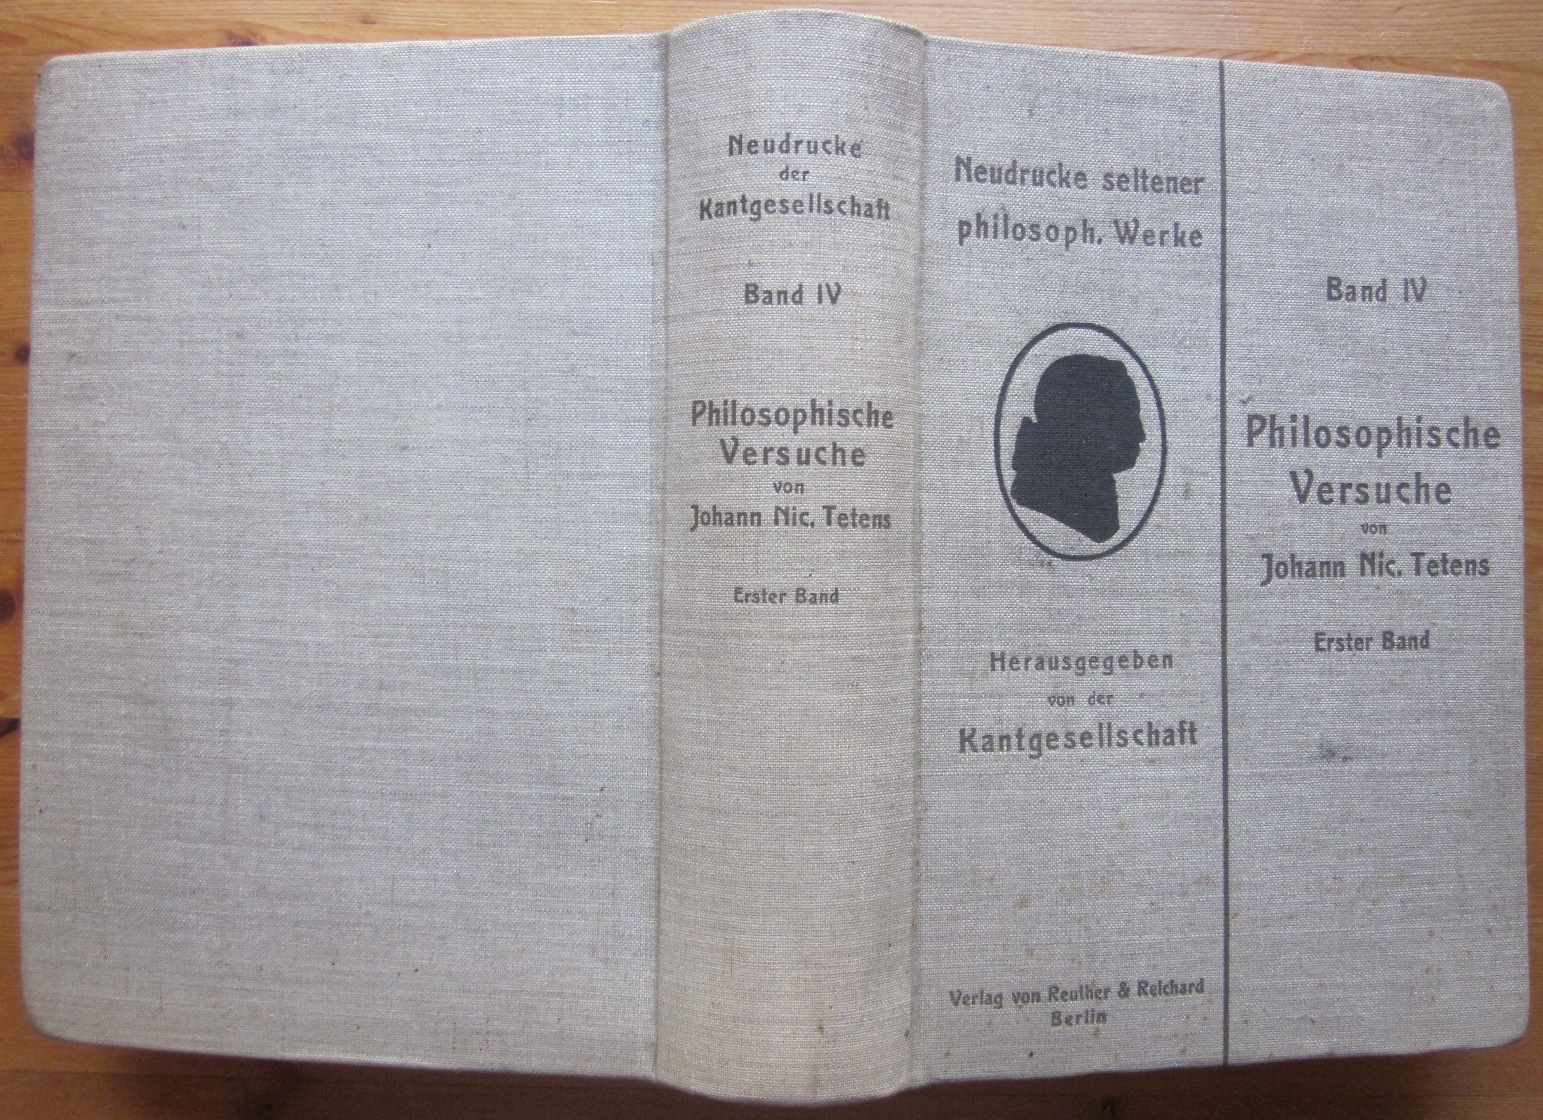 Neudrucke
der
Kantgesellschaft
Band IV
Philosophische
Versuche
von
Johann Nic. Tetens
Erster Band
Neudrucke seltener
philosoph. Werke
Herausgegeben
von der
Kantgesellschaft
Verlag von Reuther & Reichard
Berlin
Band IV
Philosophische
Versuche
von
Johann Nic. Tetens
Erster Band